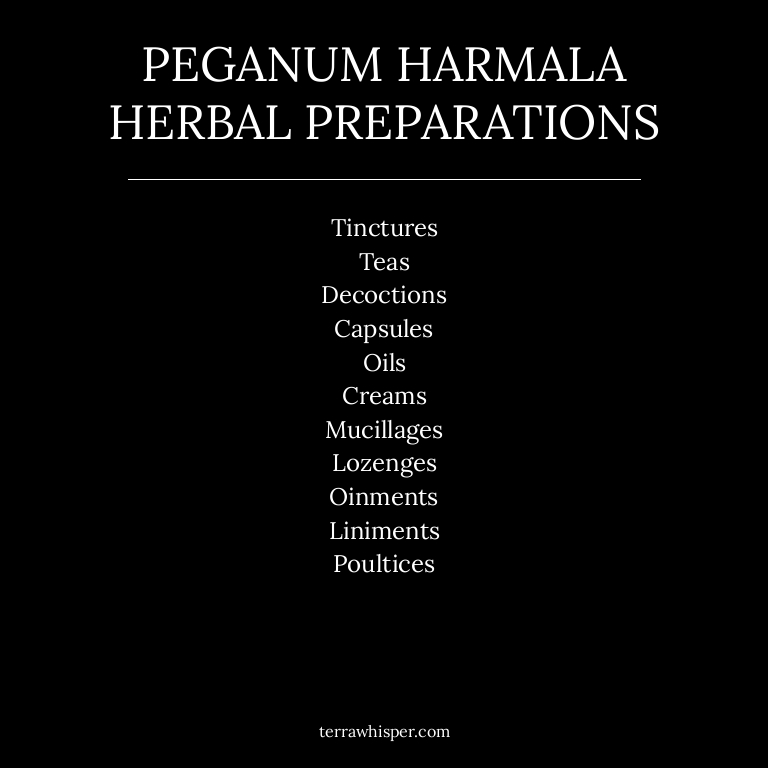 PEGANUM HARMALA
HERBAL PREPARATIONS
Tinctures
Teas
Decoctions
Capsules
Oils
Creams
Mucillages
Lozenges
Oinments
Liniments
Poultices
terrawhisper.com